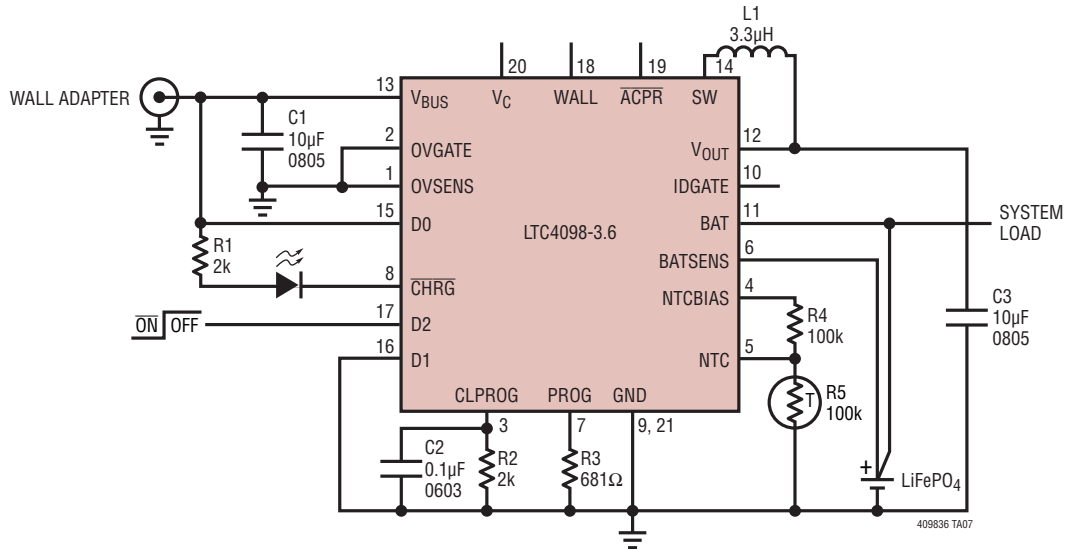 L1
3.3µH
20
18
19
14
13
WALL ADAPTER
VBUS
VC
WALL
ACPR
SW
C1
10µF
0805
2
OVGATE
12
VOUT
1
OVSENS
10
IDGATE
15
D0
LTC4098-3.6
11
BAT
SYSTEM
LOAD
R1
2k
6
BATSENS
8
CHRG
4
NTCBIAS
ON OFF
17
D2
R4
100k
C3
10µF
0805
16
D1
5
NTC
T
R5
100k
CLPROG
PROG
GND
3
7
9, 21
C2
0.1µF
0603
R2
2k
R3
681Ω
+
LiFePO4
409836 TA07